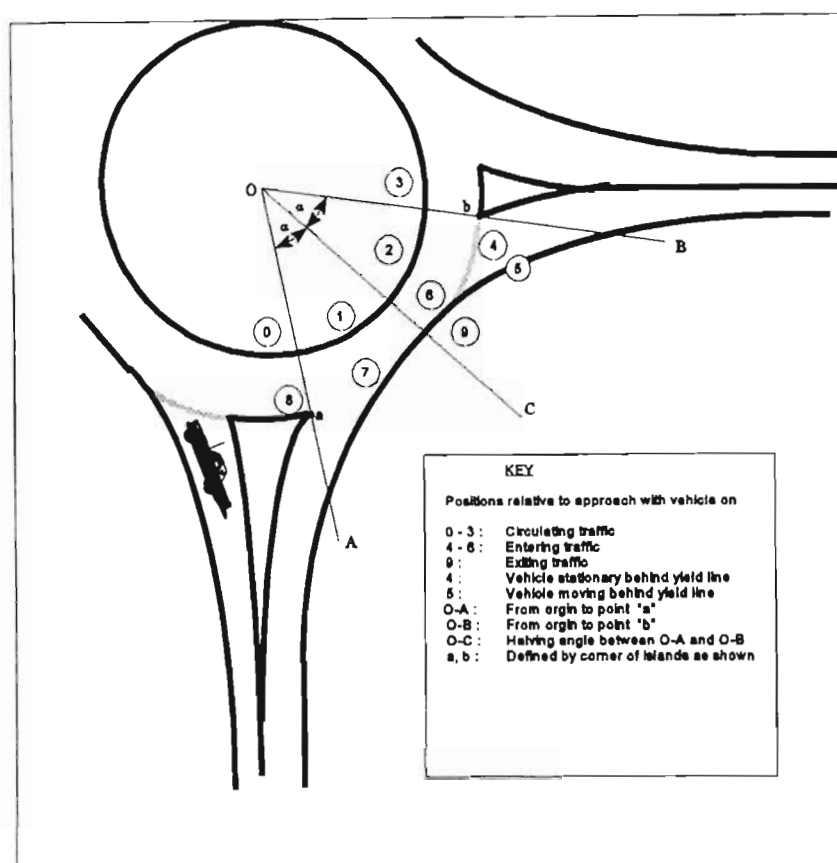 O
α
α
3
b
B
2
4
5
6
9
0
1
7
8
a
C
A
KEY
Positions relative to approach with vehicle on
0 - 3 : Circulating traffic
4 - 6 : Entering traffic
9 : Exiting traffic
4 : Vehicle stationary behind yield line
5 : Vehicle moving behind yield line
O-A : From orgin to point "a"
O-B : From orgin to point "b"
O-C : Halving angle between O-A and O-B
a, b : Defined by corner of islands as shown